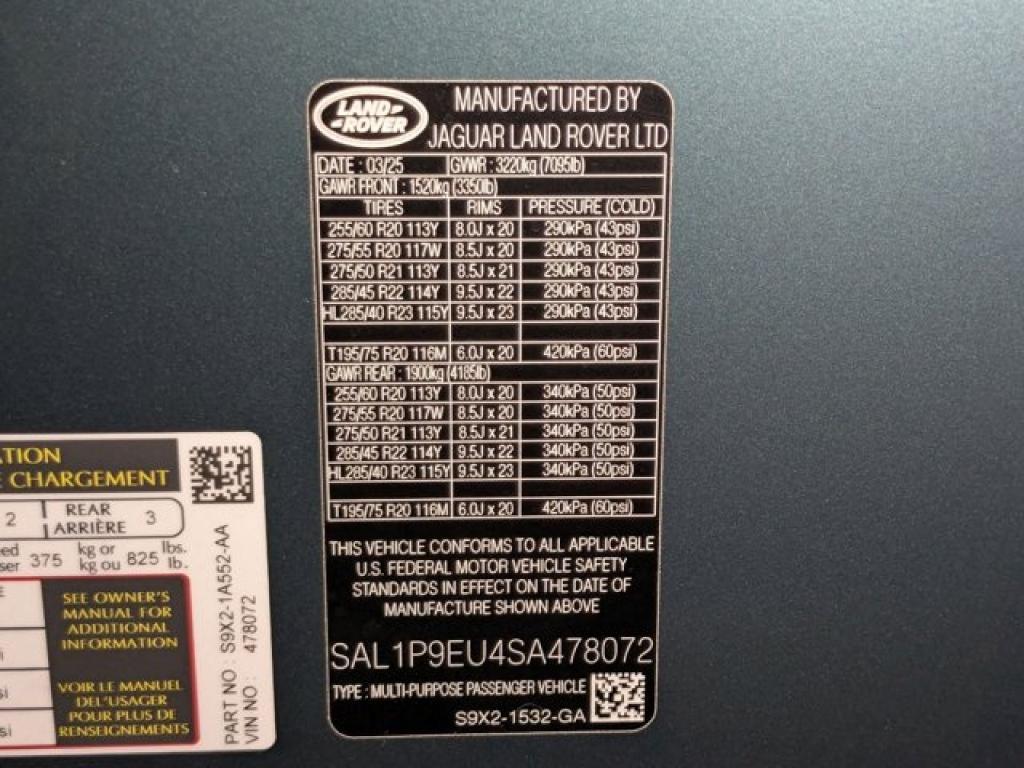 LAND-
-ROVER
MANUFACTURED BY
JAGUAR LAND ROVER LTD
DATE : 03/25 GVWR : 3220kg (7095lb)
GAWR FRONT : 1520kg (3350lb)
TIRES RIMS PRESSURE (COLD)
255/60 R20 113Y 8.0J x 20 290kPa (43psi)
275/55 R20 117W 8.5J x 20 290kPa (43psi)
275/50 R21 113Y 8.5J x 21 290kPa (43psi)
285/45 R22 114Y 9.5J x 22 290kPa (43psi)
HL285/40 R23 115Y 9.5J x 23 290kPa (43psi)
T195/75 R20 116M 6.0J x 20 420kPa (60psi)
GAWR REAR : 1900kg (4185lb)
255/60 R20 113Y 8.0J x 20 340kPa (50psi)
275/55 R20 117W 8.5J x 20 340kPa (50psi)
275/50 R21 113Y 8.5J x 21 340kPa (50psi)
285/45 R22 114Y 9.5J x 22 340kPa (50psi)
HL285/40 R23 115Y 9.5J x 23 340kPa (50psi)
T195/75 R20 116M 6.0J x 20 420kPa (60psi)
THIS VEHICLE CONFORMS TO ALL APPLICABLE
U.S. FEDERAL MOTOR VEHICLE SAFETY
STANDARDS IN EFFECT ON THE DATE OF
MANUFACTURE SHOWN ABOVE
SAL1P9EU4SA478072
TYPE : MULTI-PURPOSE PASSENGER VEHICLE
S9X2-1532-GA
CHARGEMENT
2 REAR
ARRIÈRE 3
375 kg or
kg ou 825 lbs.
lb.
SEE OWNER'S
MANUAL FOR
ADDITIONAL
INFORMATION
VOIR LE MANUEL
DEL'USAGER
POUR PLUS DE
RENSEIGNEMENTS
PART NO : S9X2-1A552-AA
VIN NO : 478072